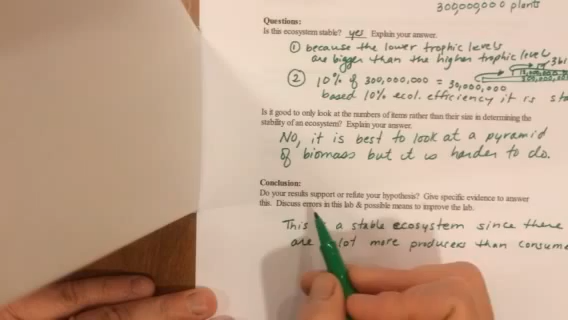 300,000,000 plants
Questions:
Is this ecosystem stable? yes Explain your answer.
① because the lower trophic levels
are bigger than the higher trophic levels
② 10% of 300,000,000 = 30,000,000
based 10% ecol. efficiency it is
Is it good to only look at the numbers of items rather than their size in determining the
stability of an ecosystem? Explain your answer.
No, it is best to look at a pyramid
of biomass but it is harder to do.
Conclusion:
Do your results support or refute your hypothesis? Give specific evidence to answer
this. Discuss errors in this lab & possible means to improve the lab.
This a stable ecosystem since there
are lot more producers than